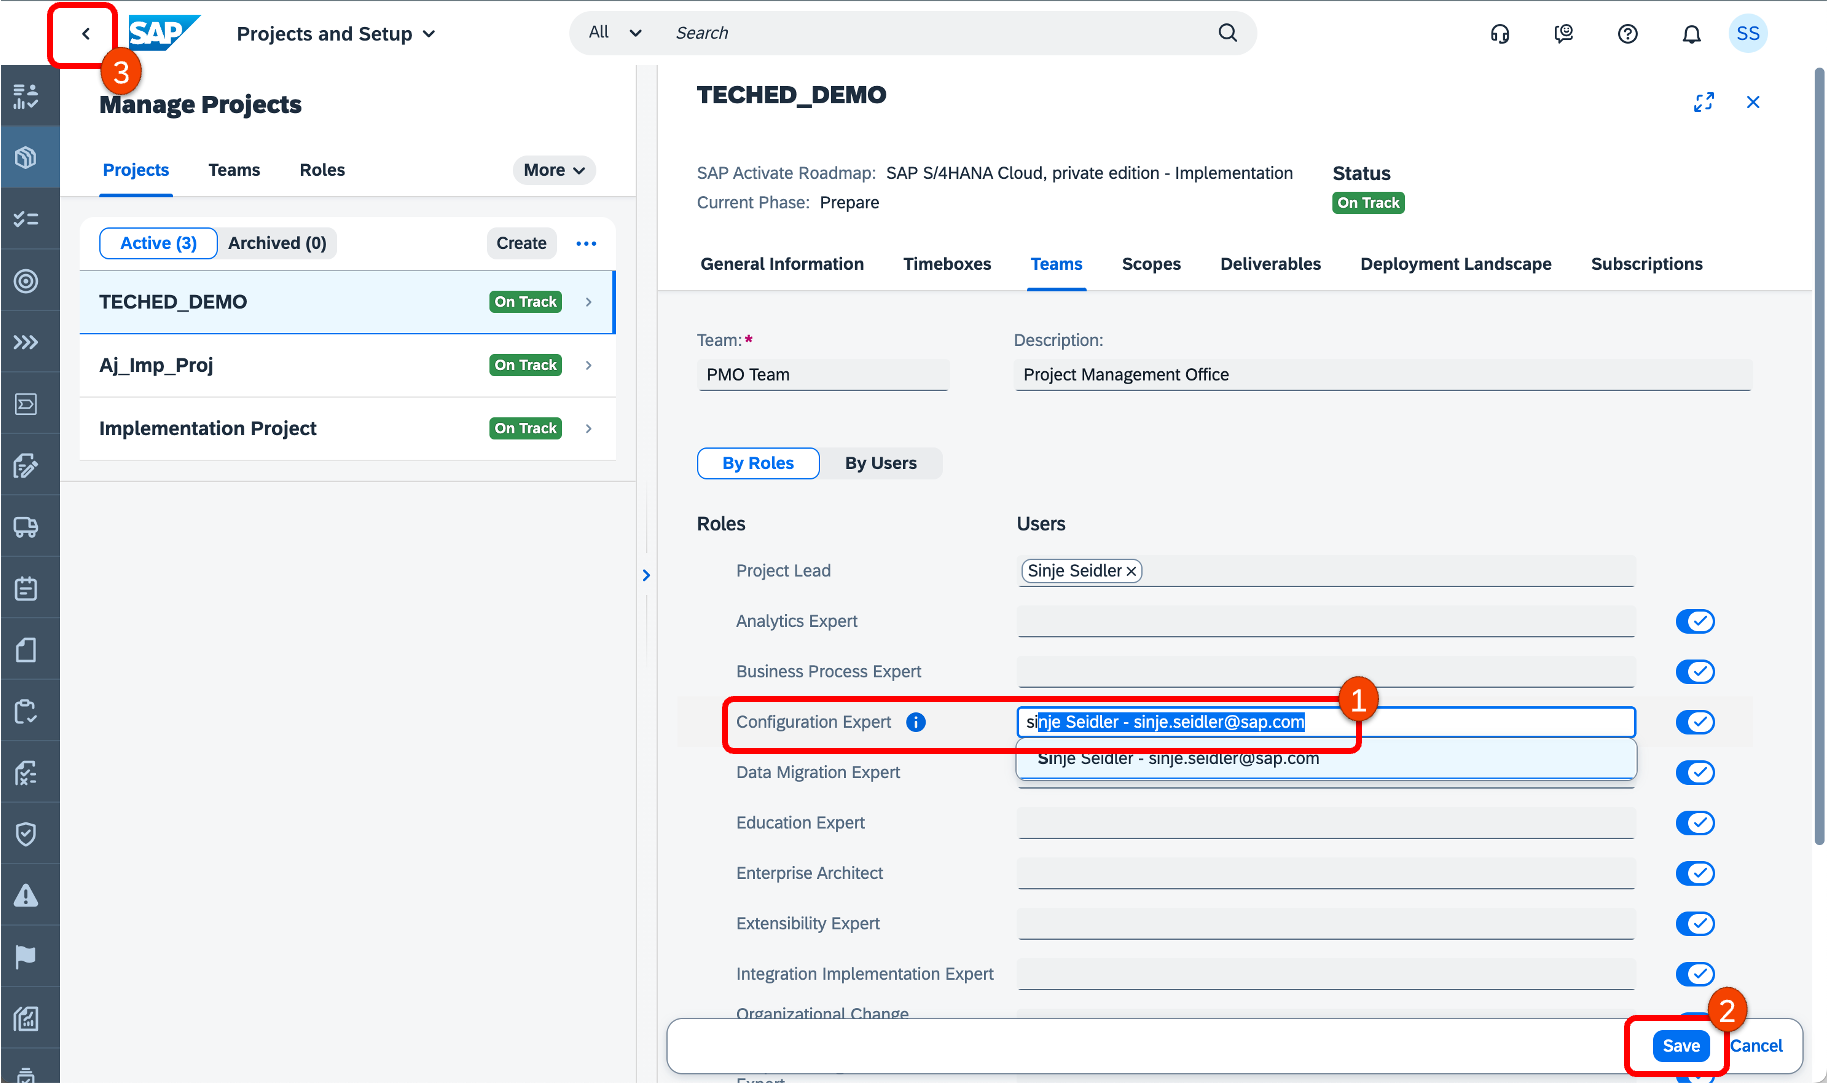 SAP
Projects and Setup
All
Search
SS
3
Manage Projects
Projects
Teams
Roles
More
Active (3)
Archived (0)
Create
TECHED_DEMO
On Track
Aj_Imp_Proj
On Track
Implementation Project
On Track
TECHED_DEMO
SAP Activate Roadmap: SAP S/4HANA Cloud, private edition - Implementation
Current Phase: Prepare
Status
On Track
General Information
Timeboxes
Teams
Scopes
Deliverables
Deployment Landscape
Subscriptions
Team:*
PMO Team
Description:
Project Management Office
By Roles
By Users
Roles
Users
Project Lead
Sinje Seidler
Analytics Expert
Business Process Expert
1
Configuration Expert
sinje Seidler - sinje.seidler@sap.com
Sinje Seidler - sinje.seidler@sap.com
Data Migration Expert
Education Expert
Enterprise Architect
Extensibility Expert
Integration Implementation Expert
Organizational Change
2
Save
Cancel
Expert